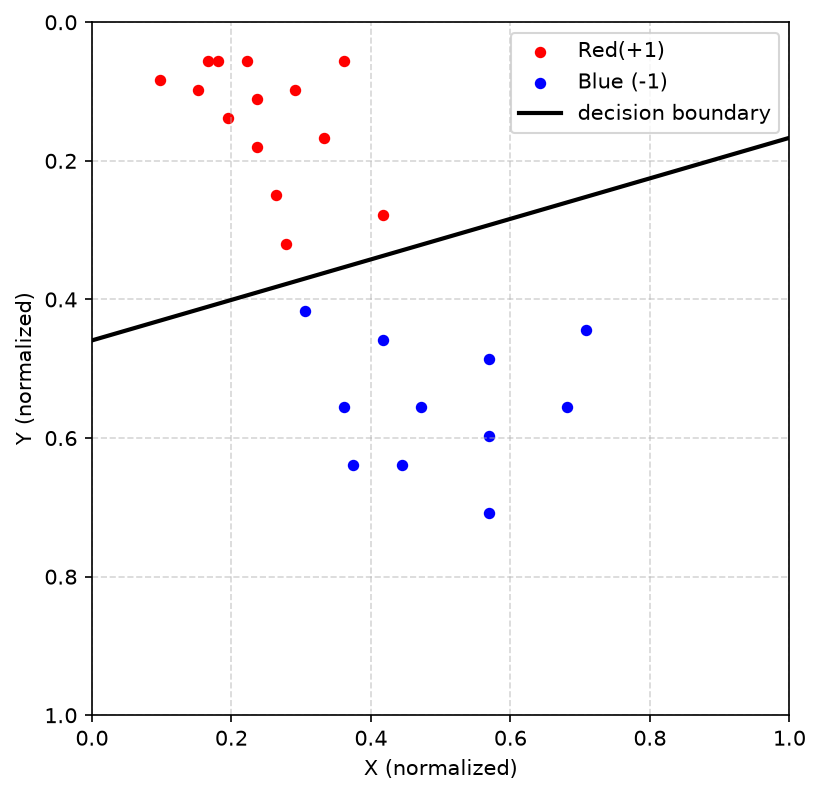 0.0
Red(+1)
Blue (-1)
decision boundary
0.2
0.4
Y (normalized)
0.6
0.8
1.0
0.0 0.2 0.4 0.6 0.8 1.0
X (normalized)